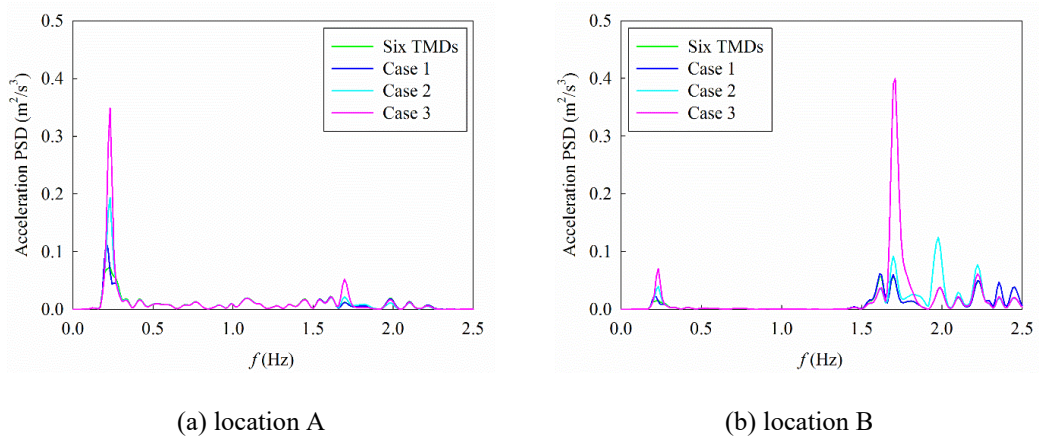 0.5
0.4
0.3
0.2
0.1
0.0
Acceleration PSD (m²/s³)
Six TMDs
Case 1
Case 2
Case 3
0.0 0.5 1.0 1.5 2.0 2.5
f (Hz)
(a) location A
0.5
0.4
0.3
0.2
0.1
0.0
Acceleration PSD (m²/s³)
Six TMDs
Case 1
Case 2
Case 3
0.0 0.5 1.0 1.5 2.0 2.5
f (Hz)
(b) location B